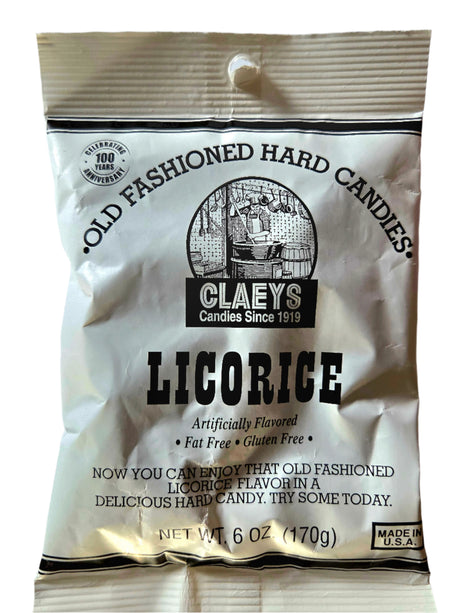 CELEBRATING
100
YEARS
ANNIVERSARY
•OLD FASHIONED HARD CANDIES•
CLAEYS
Candies Since 1919
LICORICE
Artificially Flavored
• Fat Free • Gluten Free •
NOW YOU CAN ENJOY THAT OLD FASHIONED
LICORICE FLAVOR IN A
DELICIOUS HARD CANDY. TRY SOME TODAY.
NET WT. 6 OZ. (170g)
MADE IN
U.S.A.